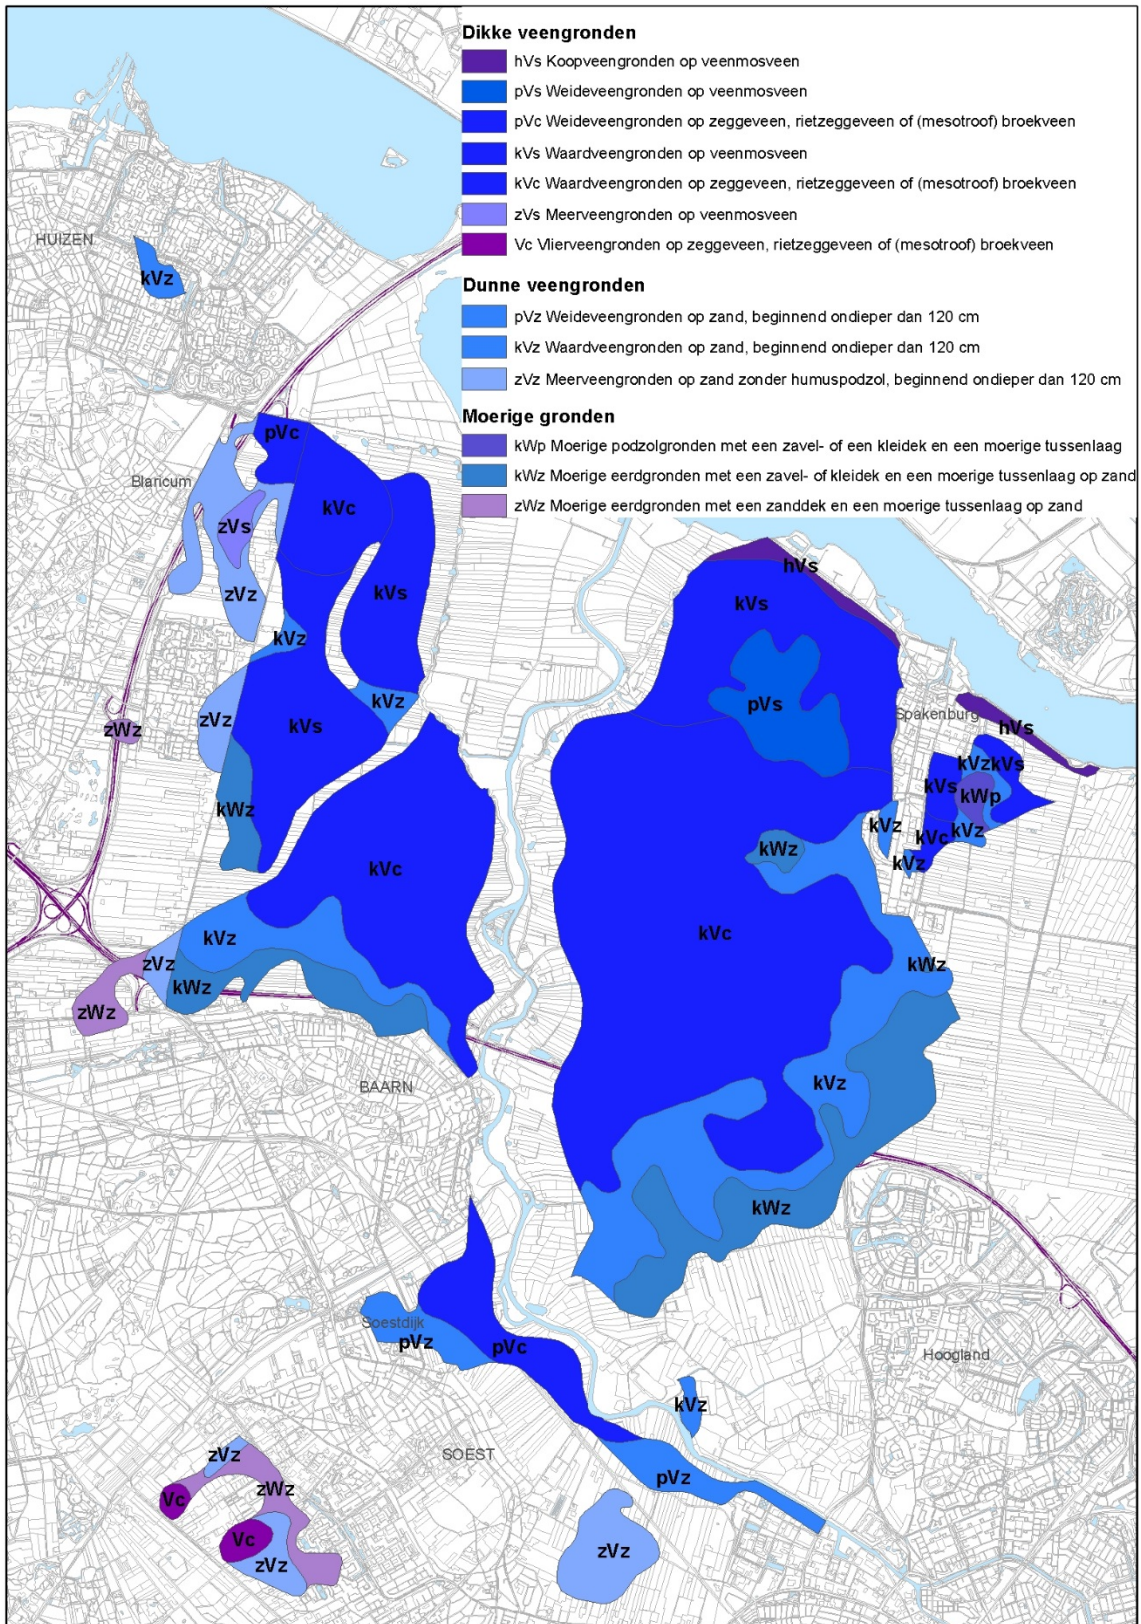 Dikke veengronden
hVs Koopveengronden op veenmosveen
pVs Weideveengronden op veenmosveen
pVc Weideveengronden op zeggeveen, rietzeggeveen of (mesotroof) broekveen
kVs Waardveengronden op veenmosveen
kVc Waardveengronden op zeggeveen, rietzeggeveen of (mesotroof) broekveen
zVs Meerveengronden op veenmosveen
Vc Vlierveengronden op zeggeveen, rietzeggeveen of (mesotroof) broekveen
Dunne veengronden
pVz Weideveengronden op zand, beginnend ondieper dan 120 cm
kVz Waardveengronden op zand, beginnend ondieper dan 120 cm
zVz Meerveengronden op zand zonder humuspodzol, beginnend ondieper dan 120 cm
Moerige gronden
kWp Moerige podzolgronden met een zavel- of een kleidek en een moerige tussenlaag
kWz Moerige eerdgronden met een zavel- of kleidek en een moerige tussenlaag op zand
zWz Moerige eerdgronden met een zanddek en een moerige tussenlaag op zand
HUIZEN
kVz
pVc
Blaricum
kVc
zVs
hVs
kVs
zVz
kVs
kVz
kVz
pVs
zVz
kVs
Spakenburg
zWz
hVs
kVz
kVs
kVs
kWp
kWz
kVz
kVz
kVc
kWz
kVz
kVc
kVz
kVc
zVz
kWz
kWz
zWz
BAARN
kVz
kWz
Soestdijk
pVz
pVc
Hoogland
kVz
SOEST
zVz
pVz
zWz
Vc
Vc
zVz
zVz